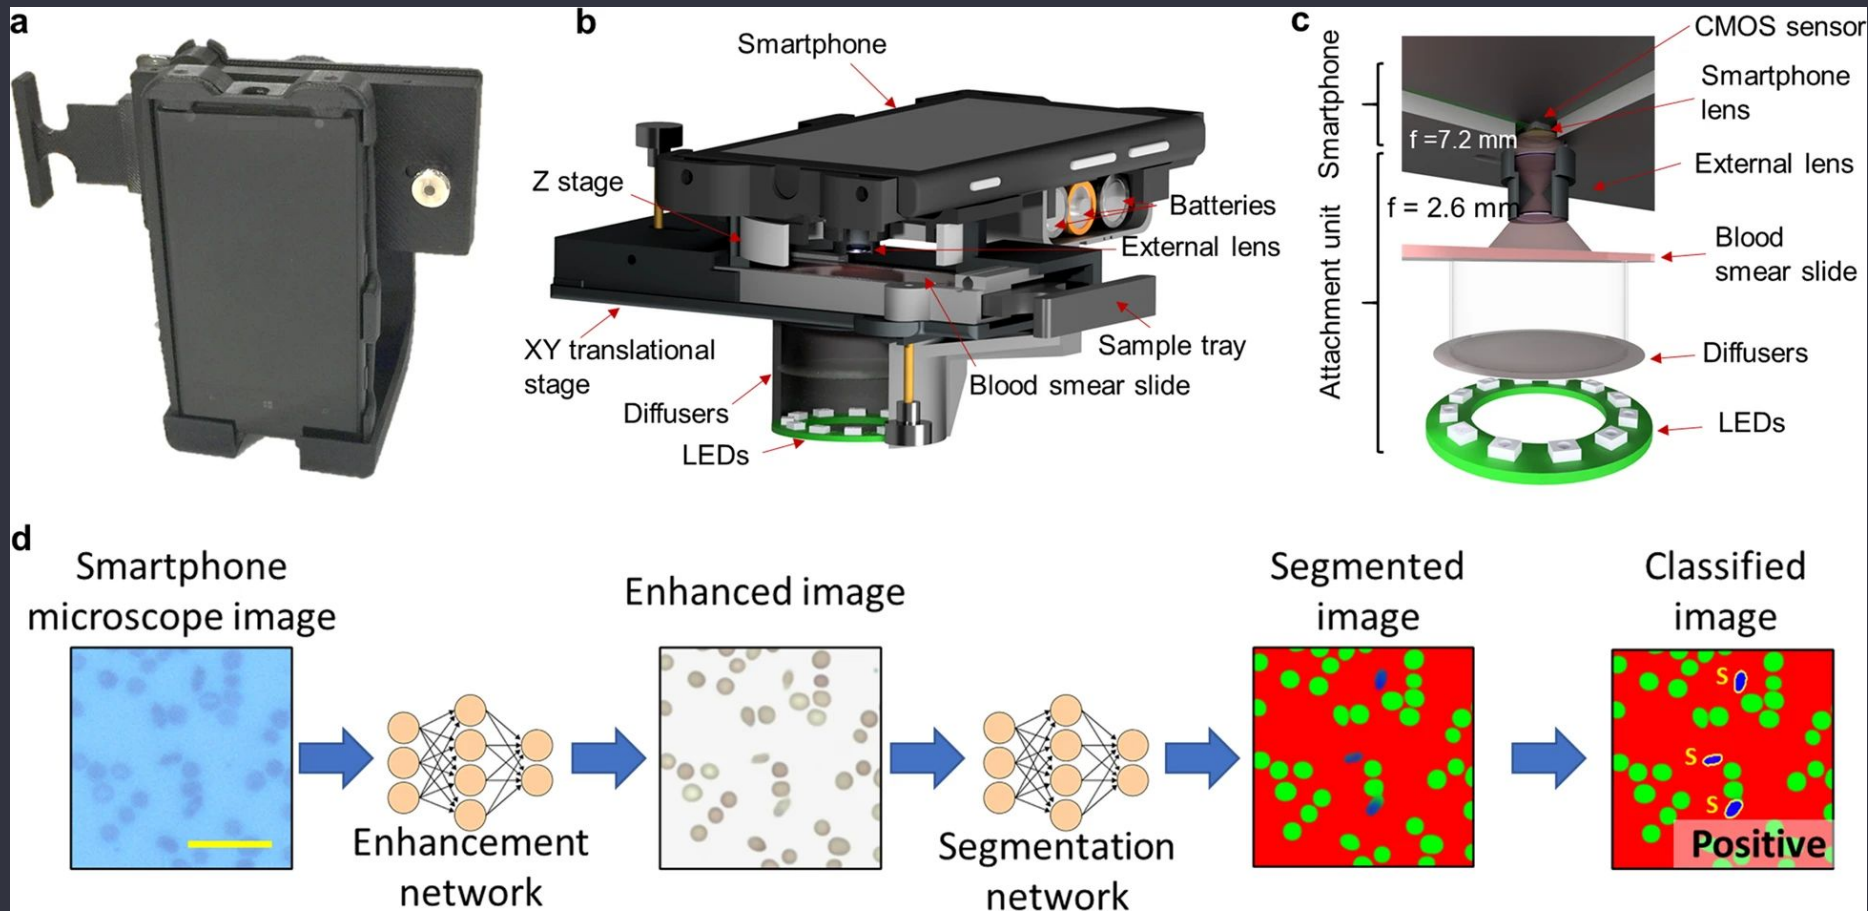 a
b
Smartphone
Z stage
Batteries
External lens
XY translational
stage
Sample tray
Blood smear slide
Diffusers
LEDs
c
Smartphone
Attachment unit
CMOS sensor
Smartphone
lens
f =7.2 mm
External lens
f = 2.6 mm
Blood
smear slide
Diffusers
LEDs
d
Smartphone
microscope image
Enhancement
network
Enhanced image
Segmentation
network
Segmented
image
Classified
image
S
S
S
Positive